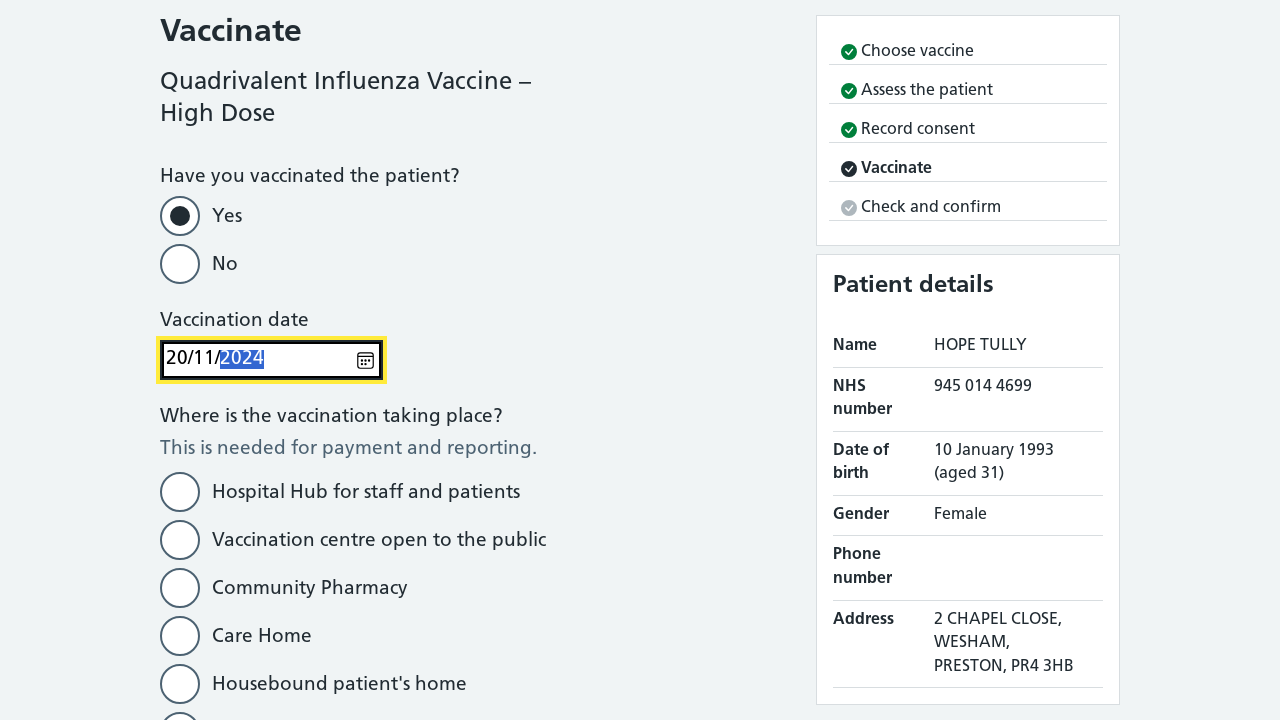 Vaccinate
Quadrivalent Influenza Vaccine –
High Dose
Have you vaccinated the patient?
Yes
No
Vaccination date
20/11/2024
Where is the vaccination taking place?
This is needed for payment and reporting.
Hospital Hub for staff and patients
Vaccination centre open to the public
Community Pharmacy
Care Home
Housebound patient's home
Choose vaccine
Assess the patient
Record consent
Vaccinate
Check and confirm
Patient details
Name HOPE TULLY
NHS number 945 014 4699
Date of birth 10 January 1993 (aged 31)
Gender Female
Phone number
Address 2 CHAPEL CLOSE,
WESHAM,
PRESTON, PR4 3HB